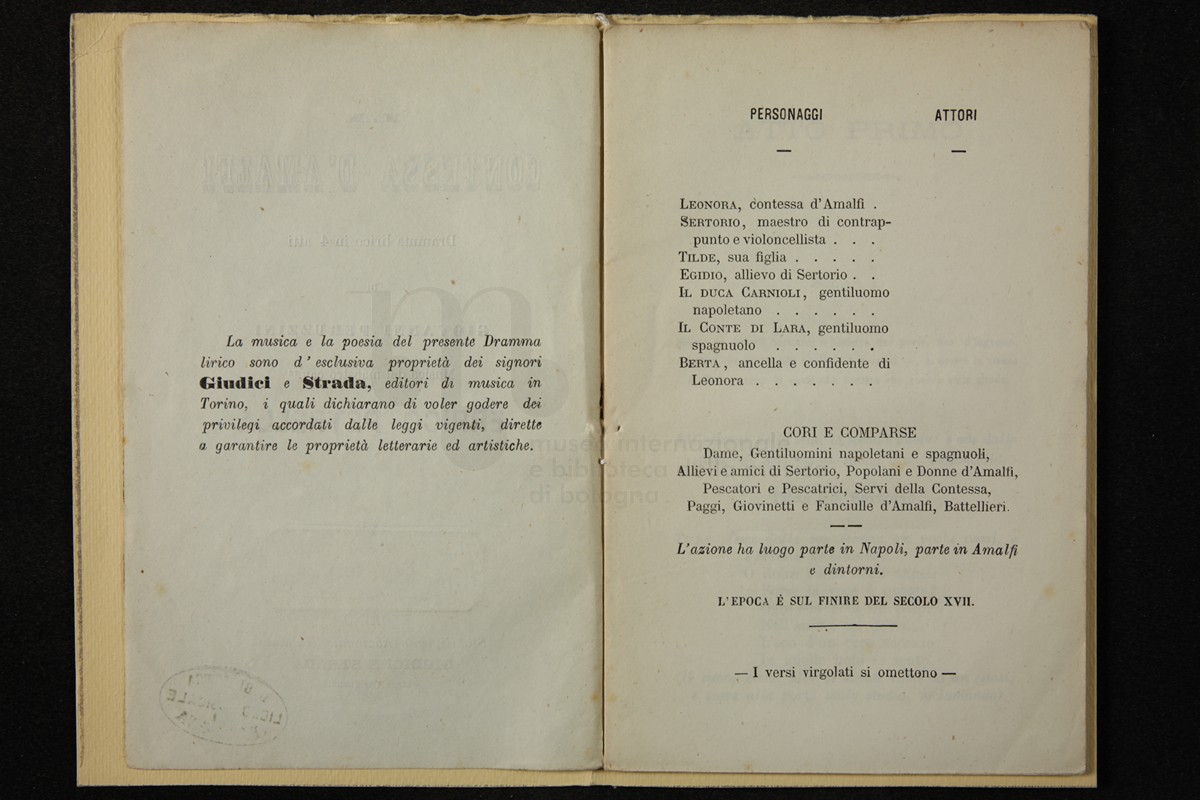 La musica e la poesia del presente Dramma
lirico sono d' esclusiva proprietà dei signori
Giudici e Strada, editori di musica in
Torino, i quali dichiarano di voler godere dei
privilegi accordati dalle leggi vigenti, dirette
a garantire le proprietà letterarie ed artistiche.
museo internazionale
e biblioteca
di bologna
PERSONAGGI ATTORI
LEONORA, contessa d'Amalfi .
SERTORIO, maestro di contrap-
punto e violoncellista . . .
TILDE, sua figlia . . . . .
EGIDIO, allievo di Sertorio . .
IL DUCA CARNIOLI, gentiluomo
napoletano . . . . . .
IL CONTE DI LARA, gentiluomo
spagnuolo . . . . . .
BERTA, ancella e confidente di
Leonora . . . . . . .
CORI E COMPARSE
Dame, Gentiluomini napoletani e spagnuoli,
Allievi e amici di Sertorio, Popolani e Donne d'Amalfi,
Pescatori e Pescatrici, Servi della Contessa,
Paggi, Giovinetti e Fanciulle d'Amalfi, Battellieri.
L'azione ha luogo parte in Napoli, parte in Amalfi
e dintorni.
L'EPOCA È SUL FINIRE DEL SECOLO XVII.
— I versi virgolati si omettono —